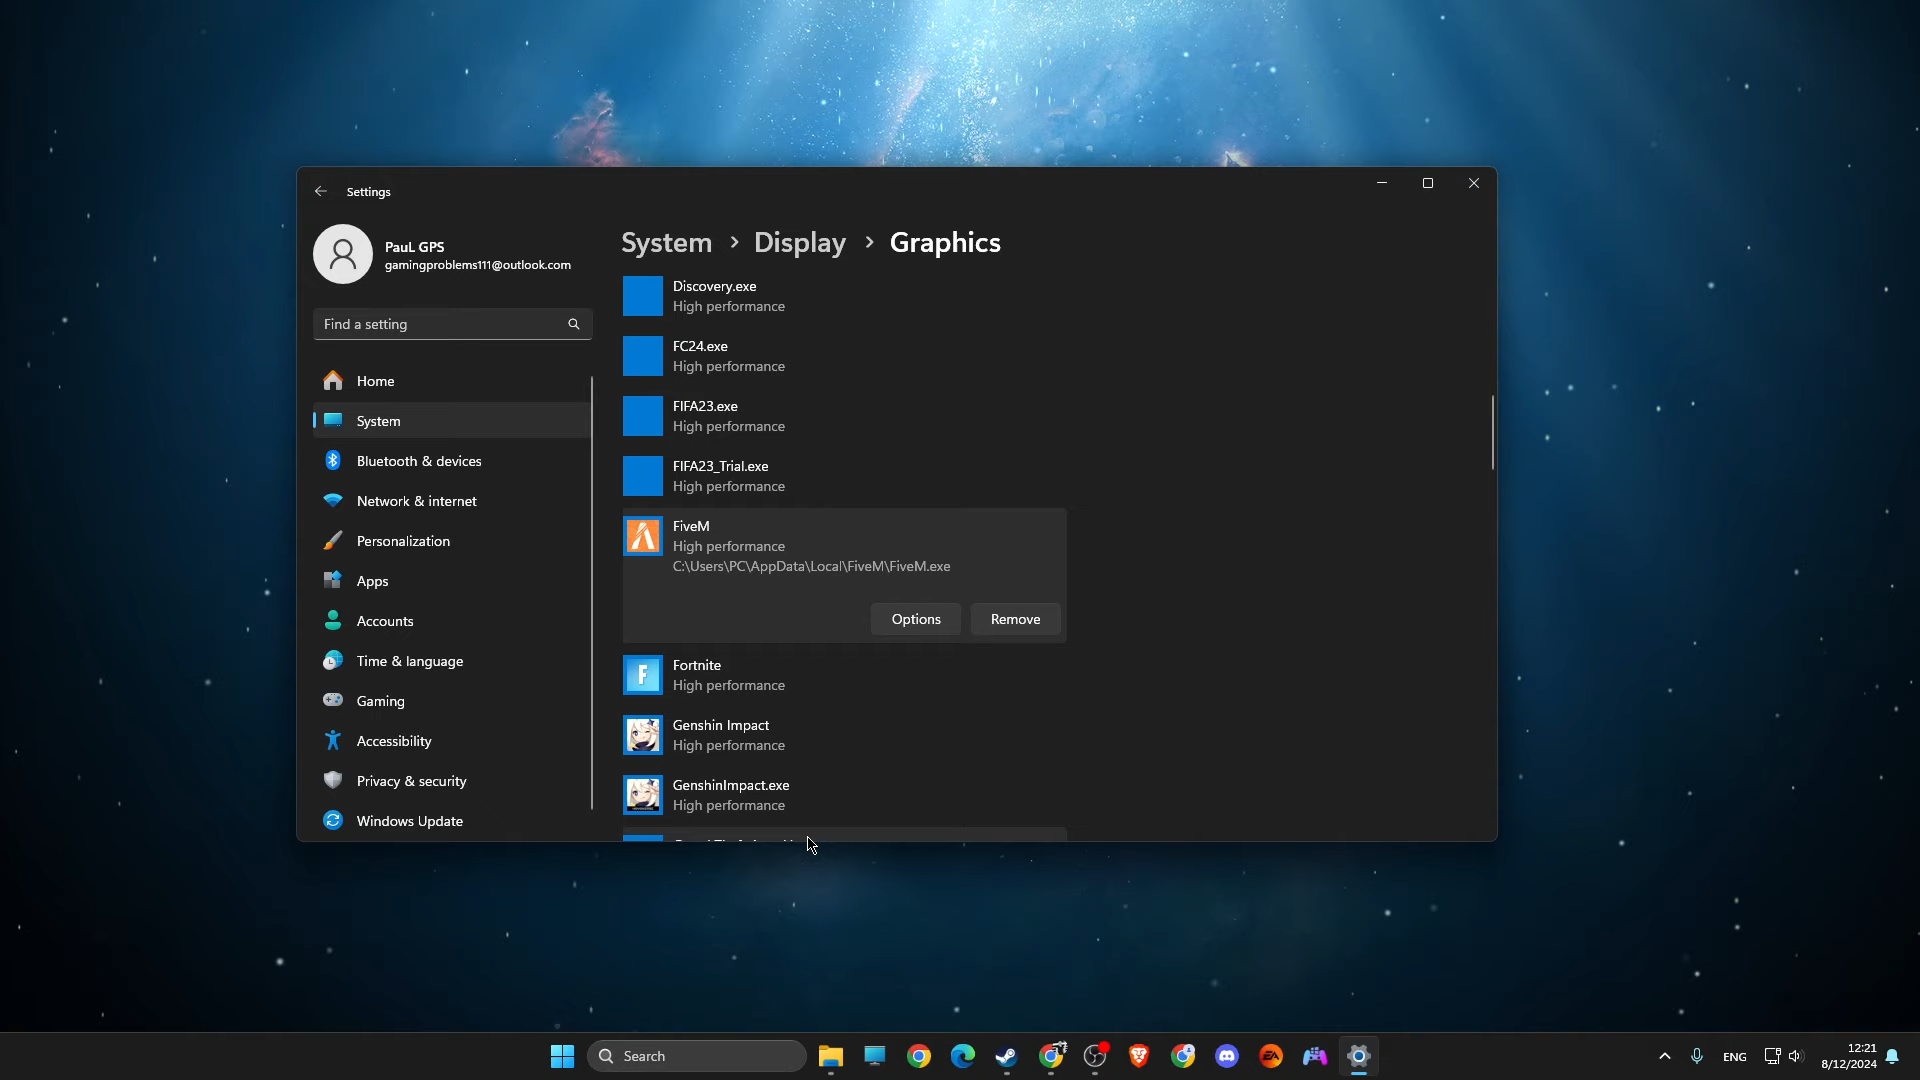 Settings
PauL GPS
gamingproblems111@outlook.com
Find a setting
Home
System
Bluetooth & devices
Network & internet
Personalization
Apps
Accounts
Time & language
Gaming
Accessibility
Privacy & security
Windows Update
System > Display > Graphics
Discovery.exe
High performance
FC24.exe
High performance
FIFA23.exe
High performance
FIFA23_Trial.exe
High performance
FiveM
High performance
C:\Users\PC\AppData\Local\FiveM\FiveM.exe
Options Remove
Fortnite
High performance
Genshin Impact
High performance
GenshinImpact.exe
High performance
Search
ENG
12:21
8/12/2024